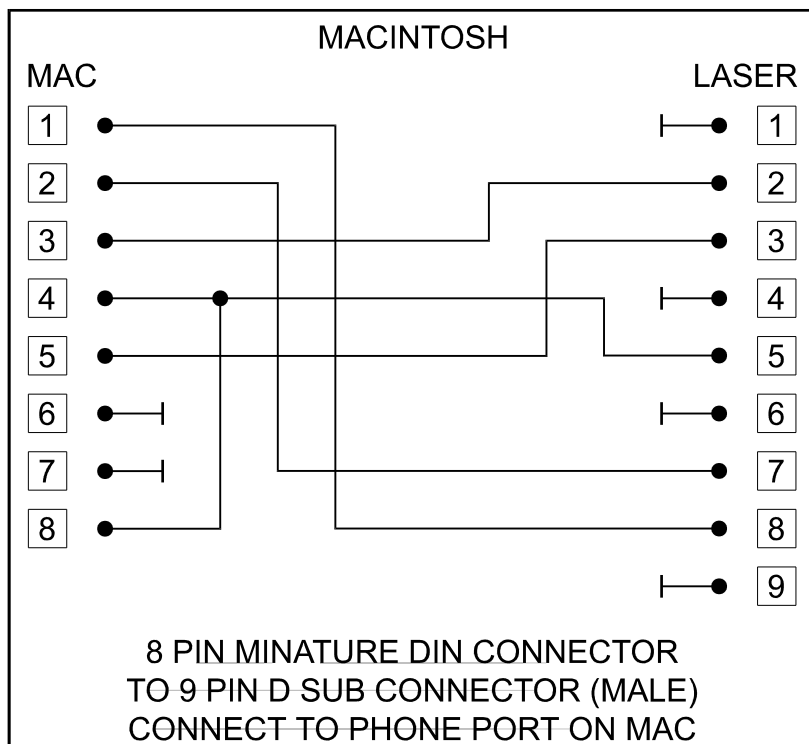 MACINTOSH
MAC LASER
1 1
2 2
3 3
4 4
5 5
6 6
7 7
8 8
9
8 PIN MINATURE DIN CONNECTOR
TO 9 PIN D SUB CONNECTOR (MALE)
CONNECT TO PHONE PORT ON MAC